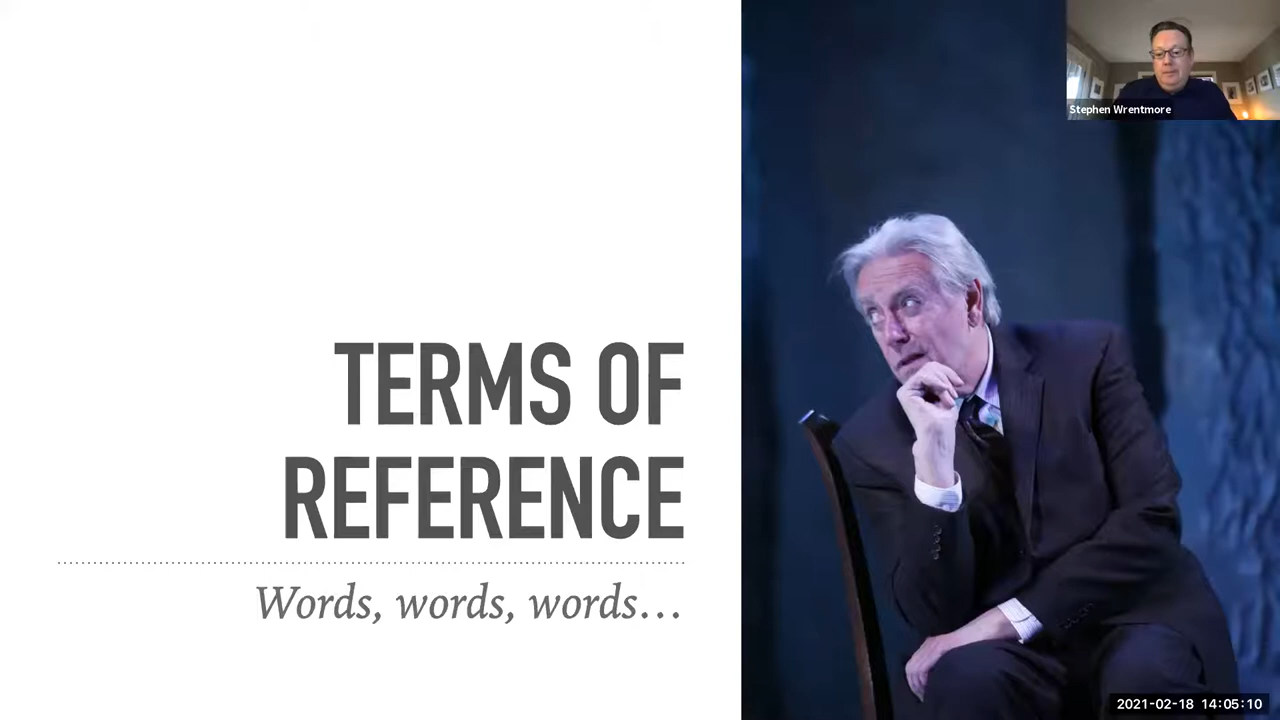 Stephen Wrentmore
TERMS OF
REFERENCE
Words, words, words...
2021-02-18 14:05:10